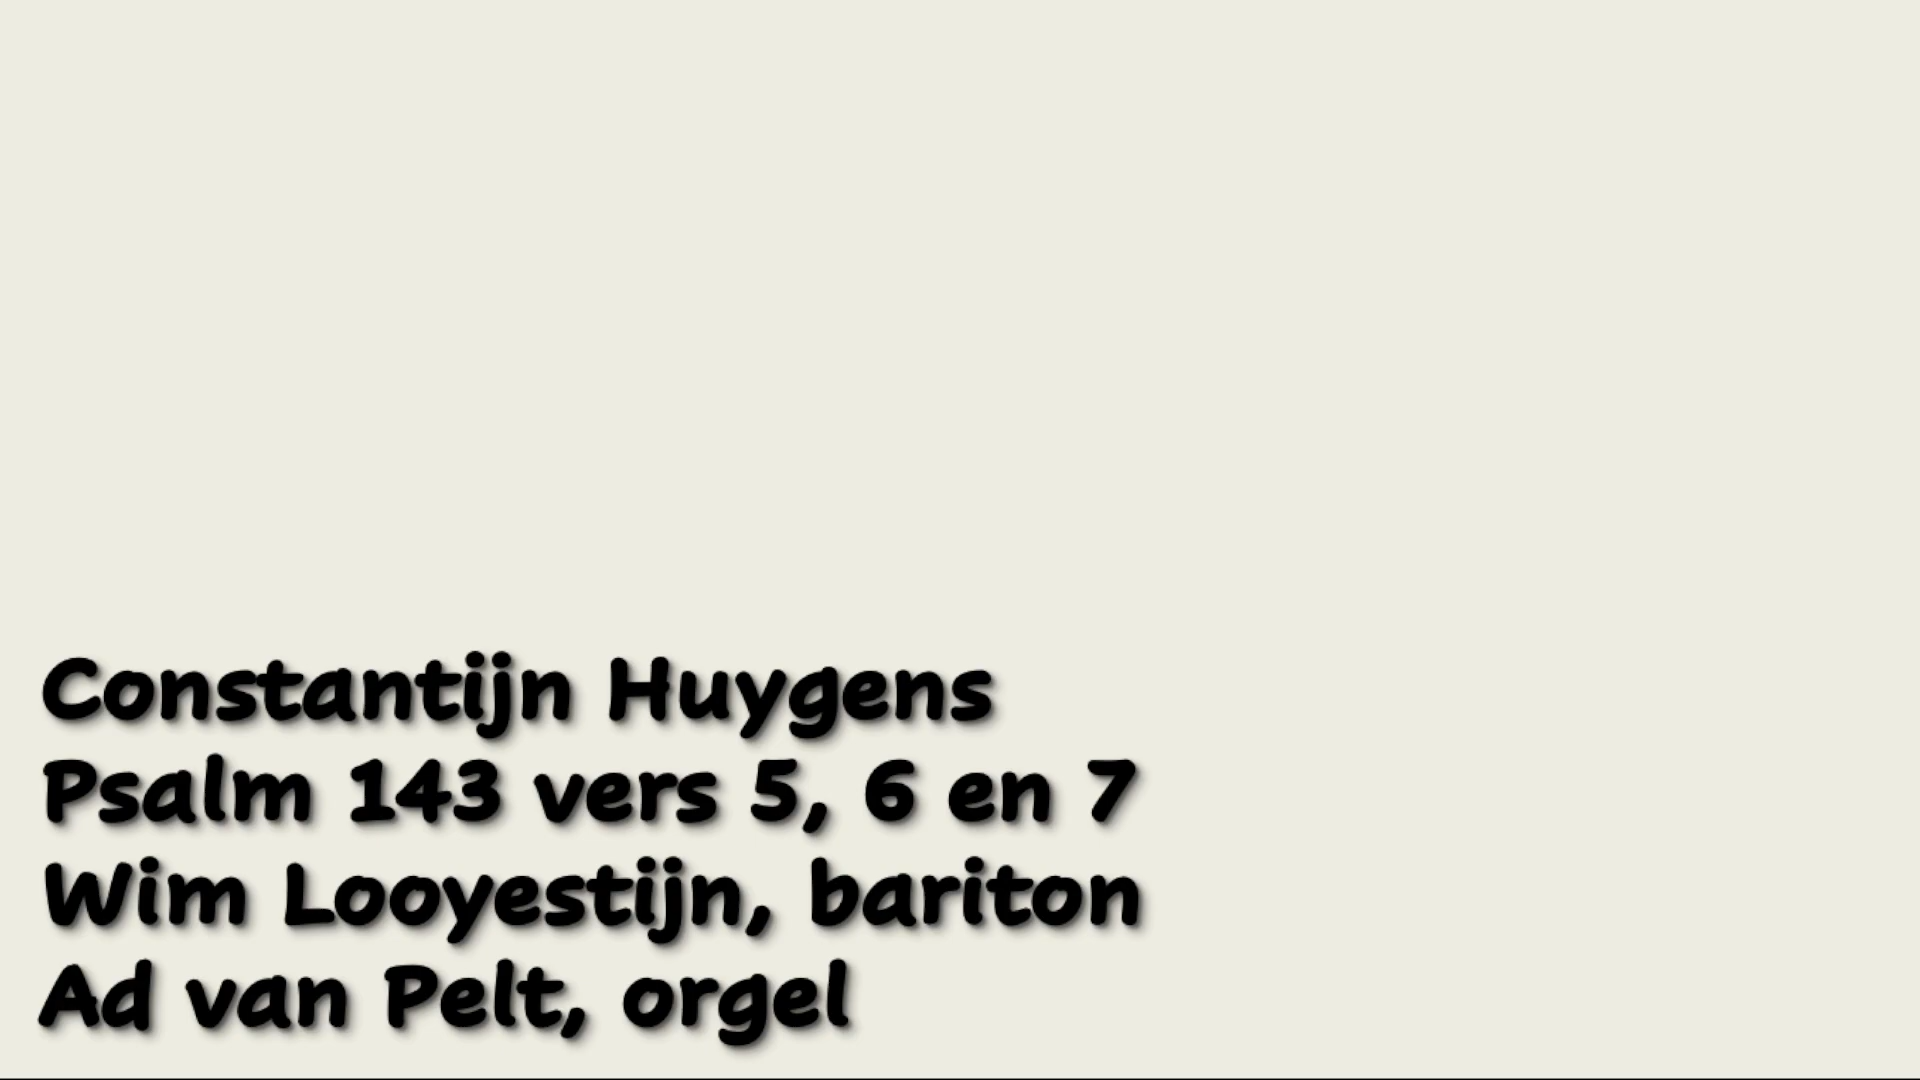 Constantijn Huygens
Psalm 143 vers 5, 6 en 7
Wim Looyestijn, bariton
Ad van Pelt, orgel